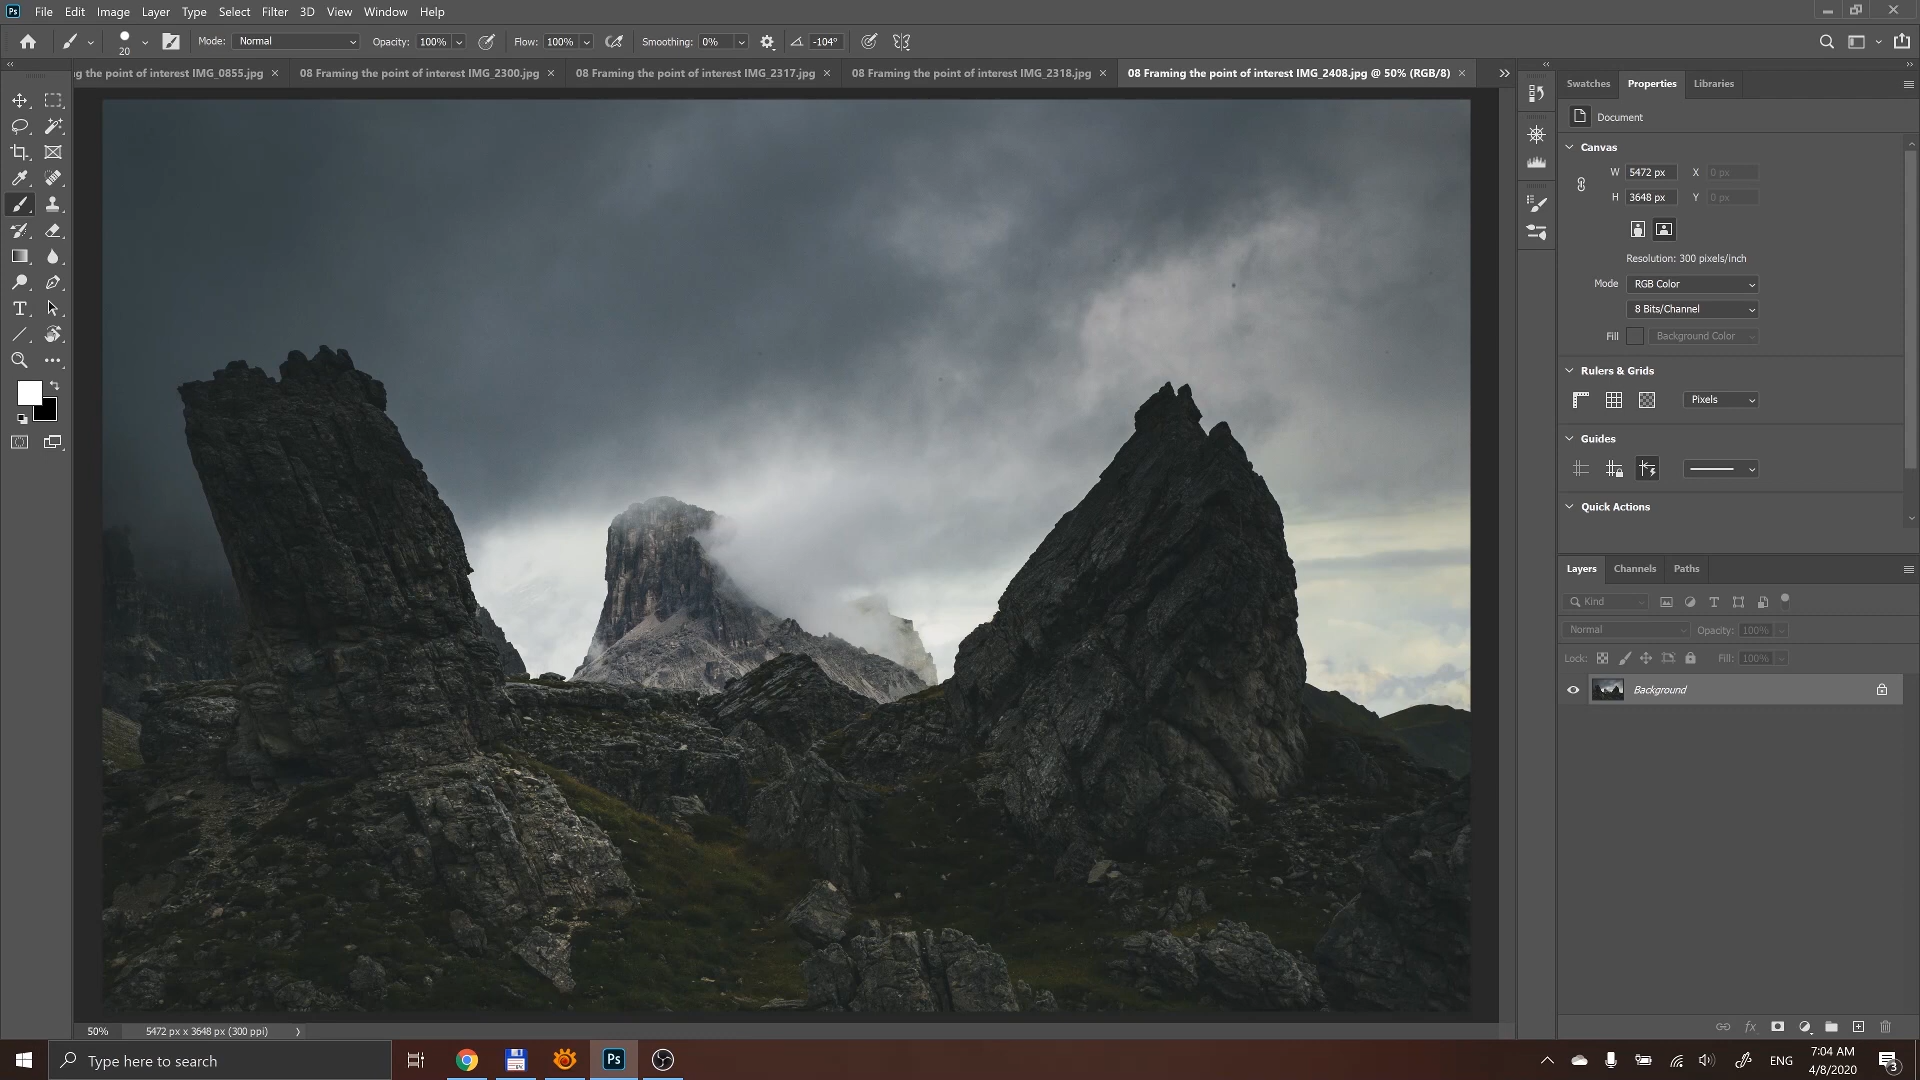 Ps File Edit Image Layer Type Select Filter 3D View Window Help
20 Mode: Normal Opacity: 100% Flow: 100% Smoothing: 0% -104°
ng the point of interest IMG_0855.jpg × 08 Framing the point of interest IMG_2300.jpg × 08 Framing the point of interest IMG_2317.jpg × 08 Framing the point of interest IMG_2318.jpg × 08 Framing the point of interest IMG_2408.jpg @ 50% (RGB/8) ×
Swatches Properties Libraries
Document
Canvas
W 5472 px X 0 px
H 3648 px Y 0 px
Resolution: 300 pixels/inch
Mode RGB Color
8 Bits/Channel
Fill Background Color
Rulers & Grids
Pixels
Guides
Quick Actions
Layers Channels Paths
Kind
Normal Opacity: 100%
Lock: Fill: 100%
Background
fx
50% 5472 px x 3648 px (300 ppi)
Type here to search
Ps
ENG
7:04 AM
4/8/2020
3